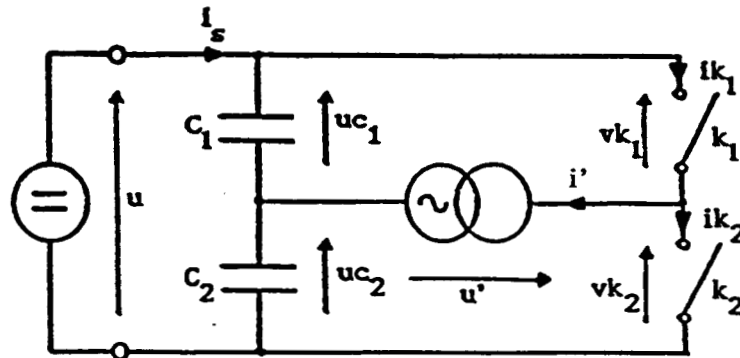 i_s
ik_1
C_1
uc_1
vk_1
k_1
u
i'
ik_2
C_2
uc_2
u'
vk_2
k_2